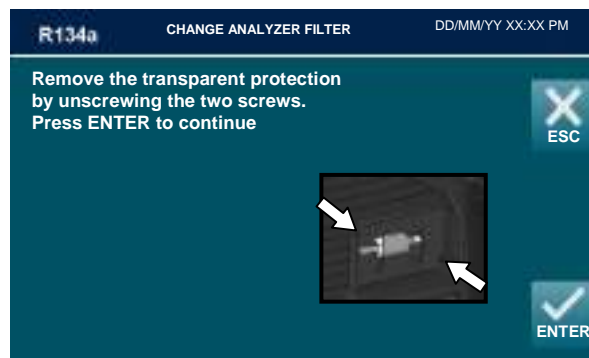 R134a CHANGE ANALYZER FILTER DD/MM/YY XX:XX PM
Remove the transparent protection
by unscrewing the two screws.
Press ENTER to continue
ESC
ENTER